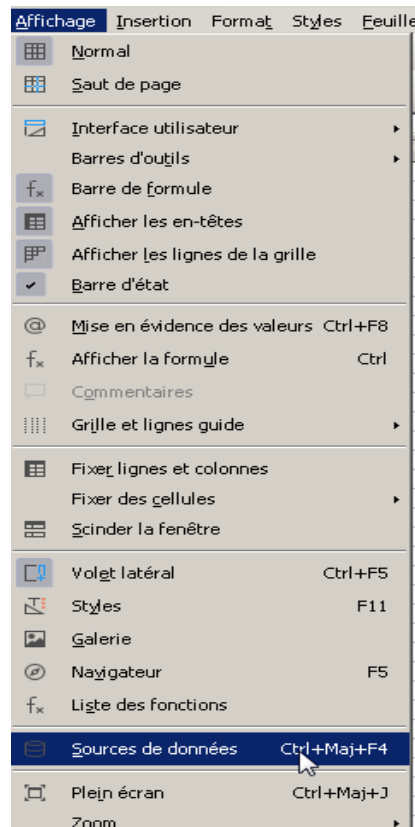 Affichage Insertion Format Styles Feuille
Normal
Saut de page
Interface utilisateur
Barres d'outils
Barre de formule
Afficher les en-têtes
Afficher les lignes de la grille
Barre d'état
Mise en évidence des valeurs Ctrl+F8
Afficher la formule Ctrl
Commentaires
Grille et lignes guide
Fixer lignes et colonnes
Fixer des cellules
Scinder la fenêtre
Volet latéral Ctrl+F5
Styles F11
Galerie
Navigateur F5
Liste des fonctions
Sources de données Ctrl+Maj+F4
Plein écran Ctrl+Maj+J
Zoom